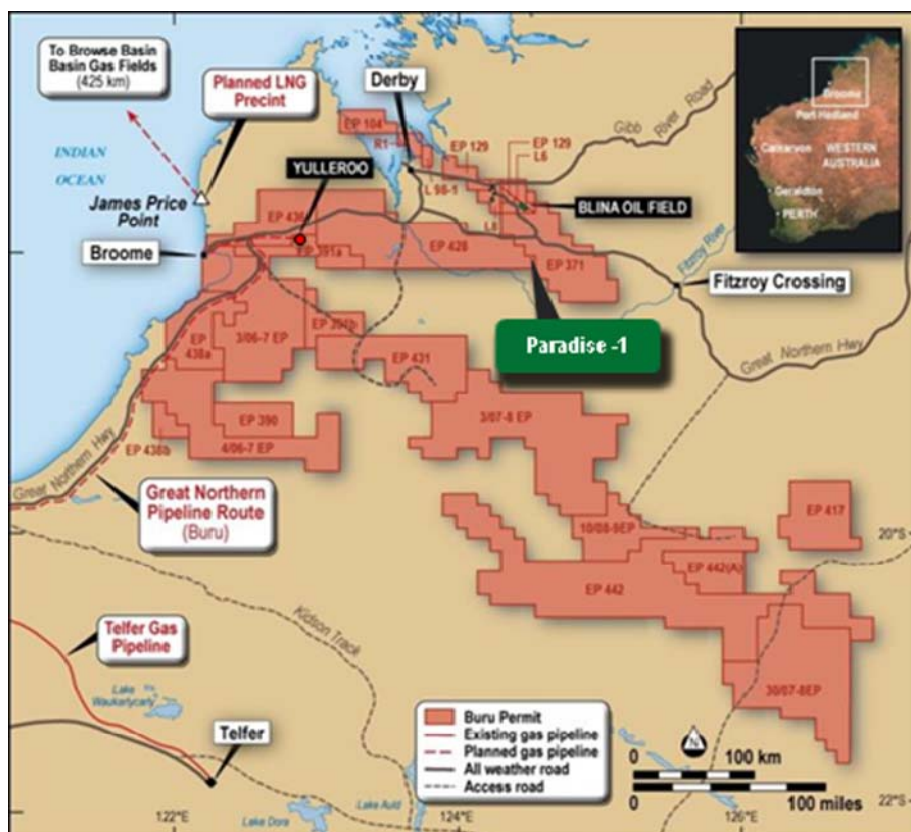 To Browse Basin
Basin Gas Fields
(425 km)
Planned LNG
Precint
Derby
Gibb
River Road
EP 104
R1
EP 129
EP 129
L6
INDIAN
OCEAN
YULLEROO
L 98-1
BLINA OIL FIELD
James Price
Point
EP 436
L8
Broome
EP 391a
EP 428
EP 371
Fitzroy River
Fitzroy Crossing
Broome
Port Hedland
Carnarvon
WESTERN
AUSTRALIA
Geraldton
PERTH
Paradise -1
EP
438a
3/06-7 EP
EP 391b
EP 431
Great Northern Hwy
EP 390
3/07-8 EP
EP 438b
4/06-7 EP
Great Northern Hwy
Great Northern
Pipeline Route
(Buru)
10/08-9EP
EP 417
20°S
EP 442
EP 442(A)
Kidson Track
Telfer Gas
Pipeline
30/07-8EP
Lake
Waukarlycarly
Telfer
Buru Permit
Existing gas pipeline
Planned gas pipeline
All weather road
Access road
N
0 100 km
0 100 miles
Lake Dora
Lake Auld
122°E
124°E
126°E
22°S